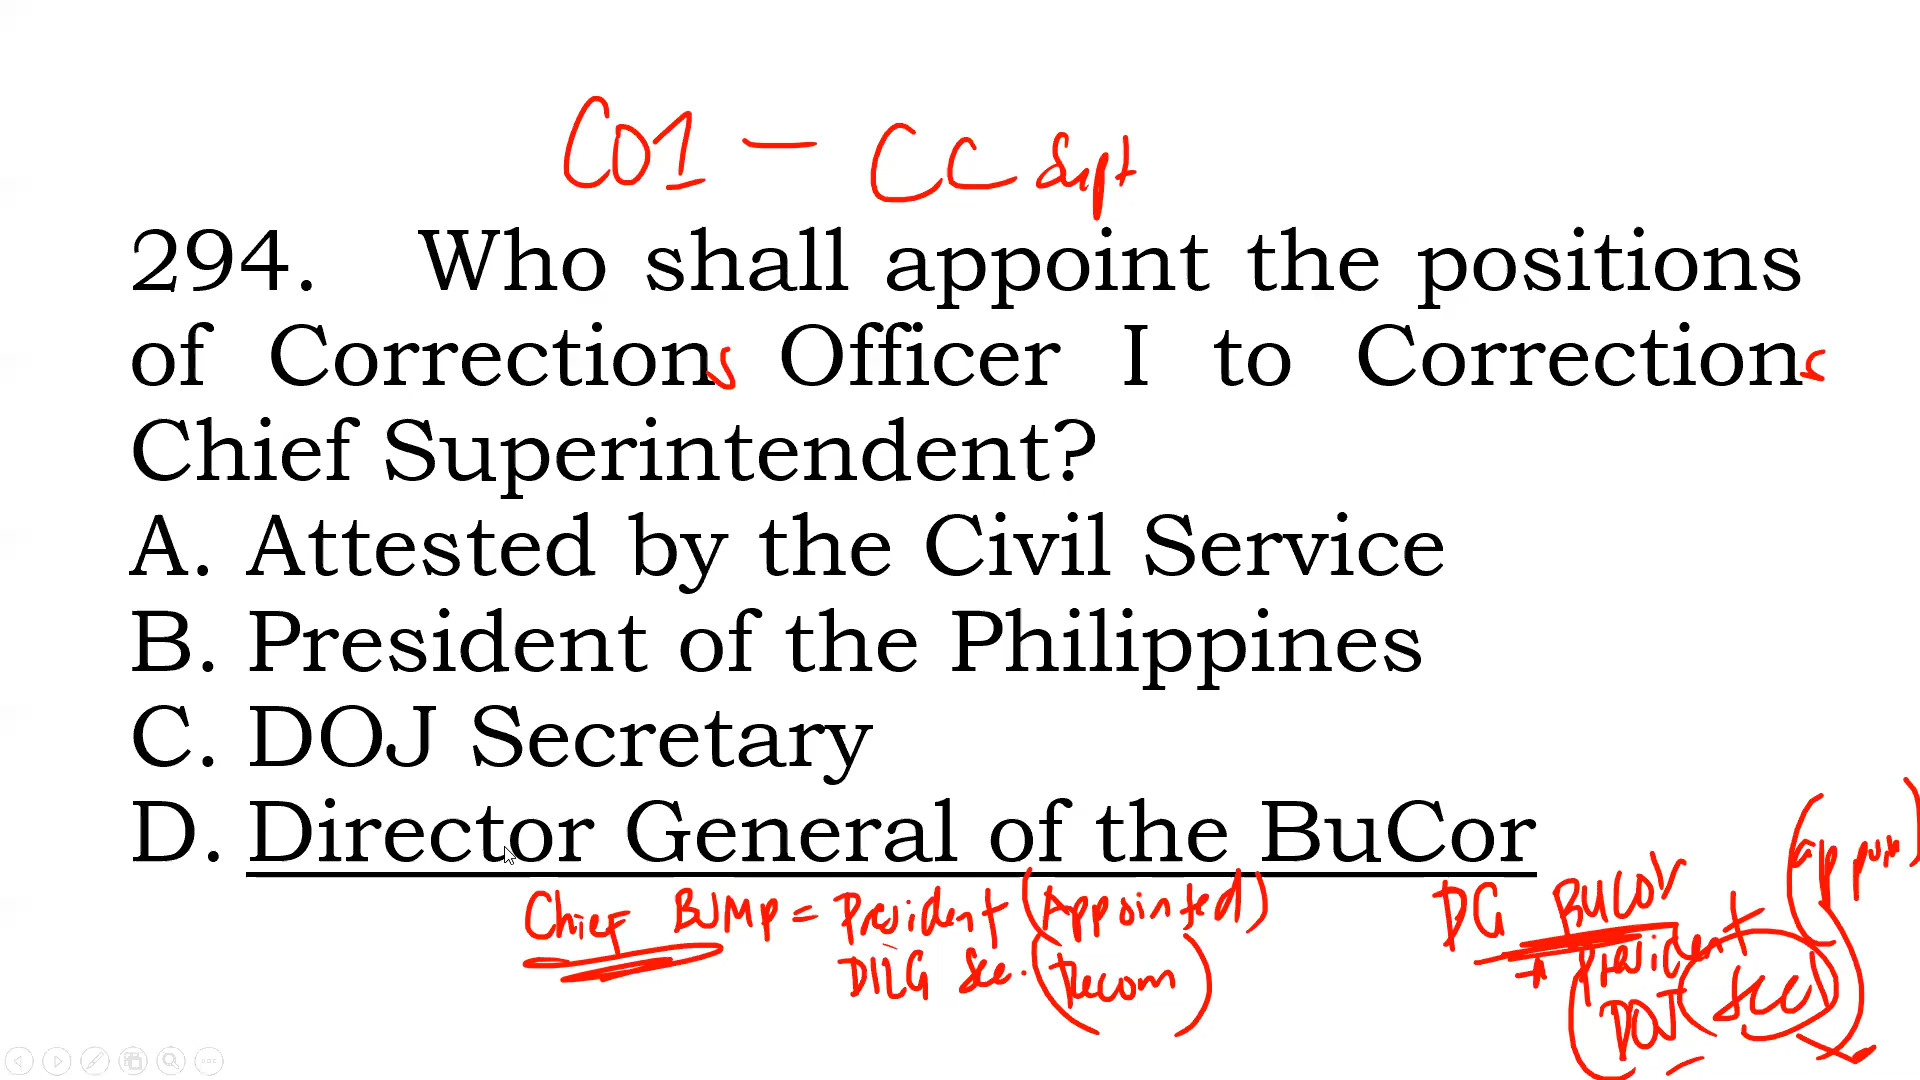 CO1 — CC Supt
294. Who shall appoint the positions
of Corrections Officer I to Corrections
Chief Superintendent?
A. Attested by the Civil Service
B. President of the Philippines
C. DOJ Secretary
D. Director General of the BuCor
Chief BJMP = President (Appointed)
DILG Sec. (Recom)
DG BUCOR
President
DOJ (Sec)